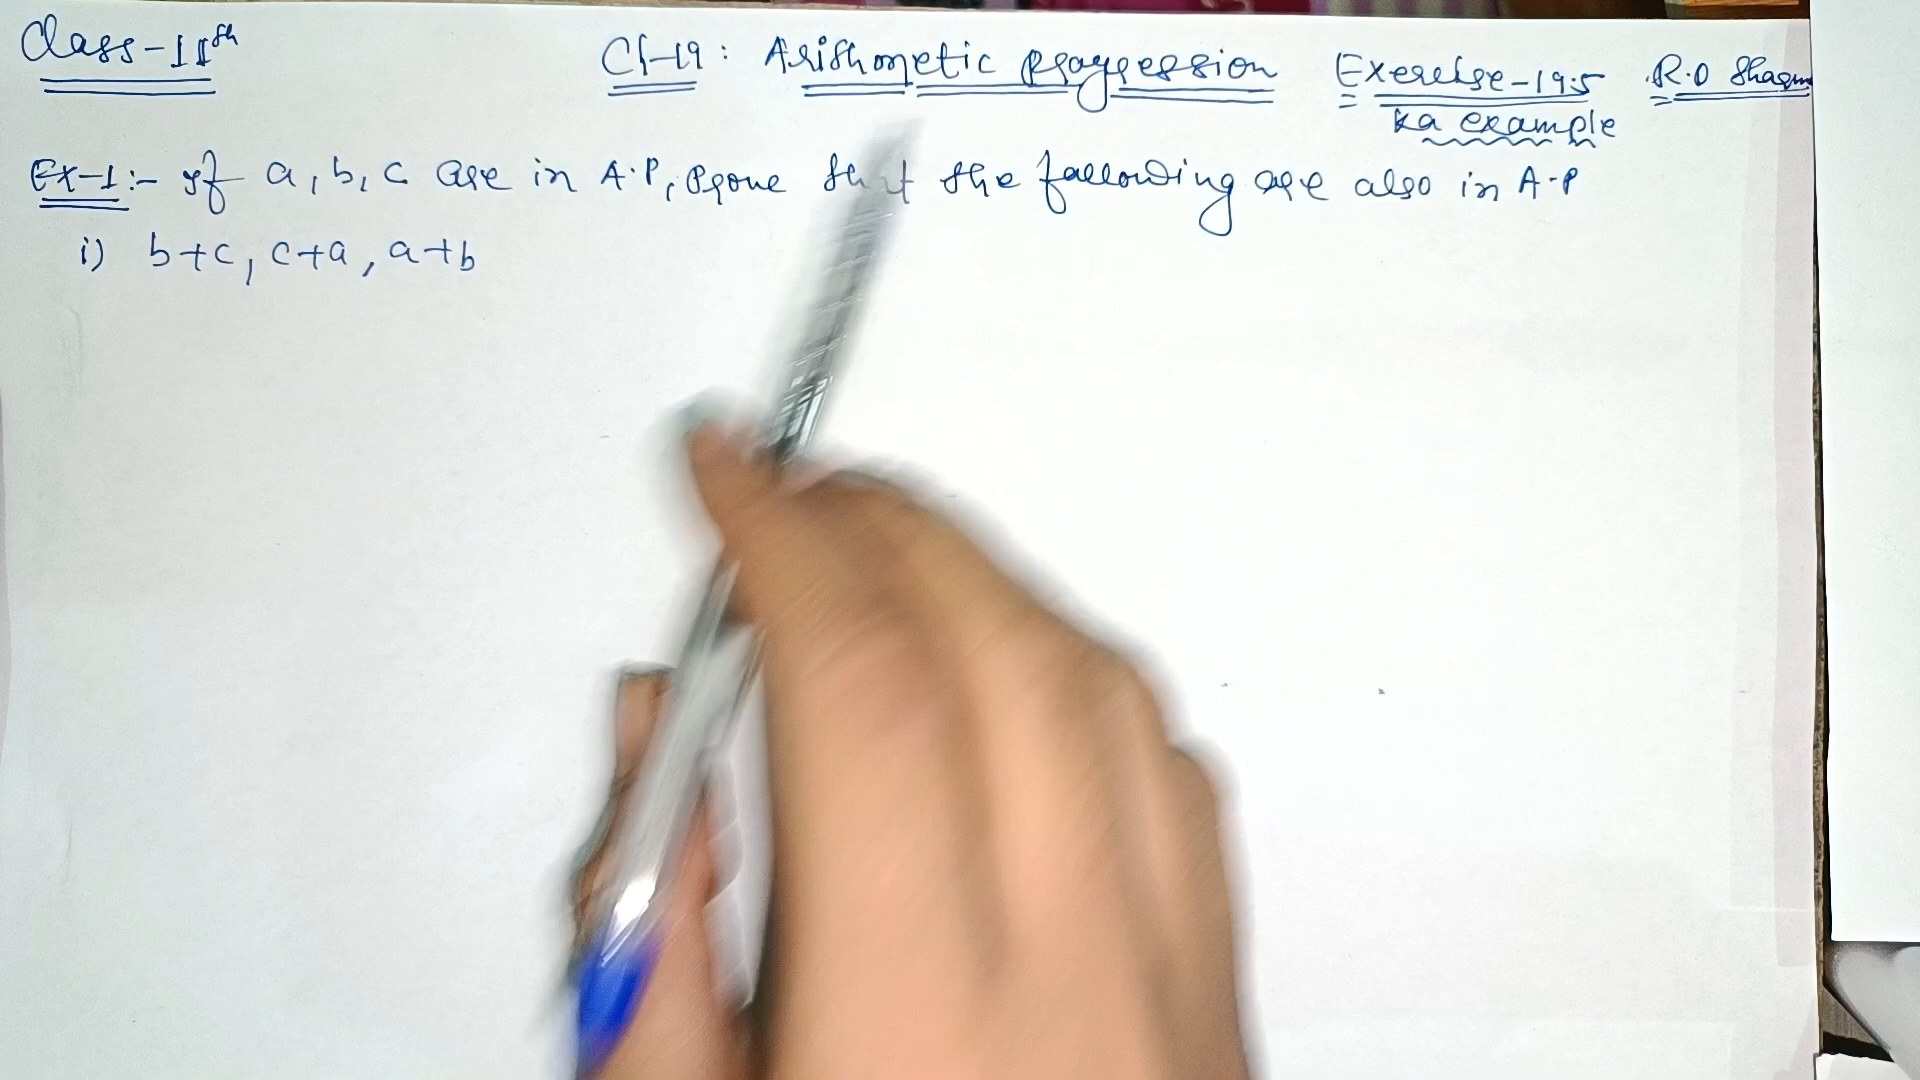 Class-11th
Ch-19: Arithmetic progression Exercise-19.5 R.D Sharm
ka example
Ex-1:- If a, b, c are in A.P, prove that the following are also in A.P
i) b+c, c+a, a+b